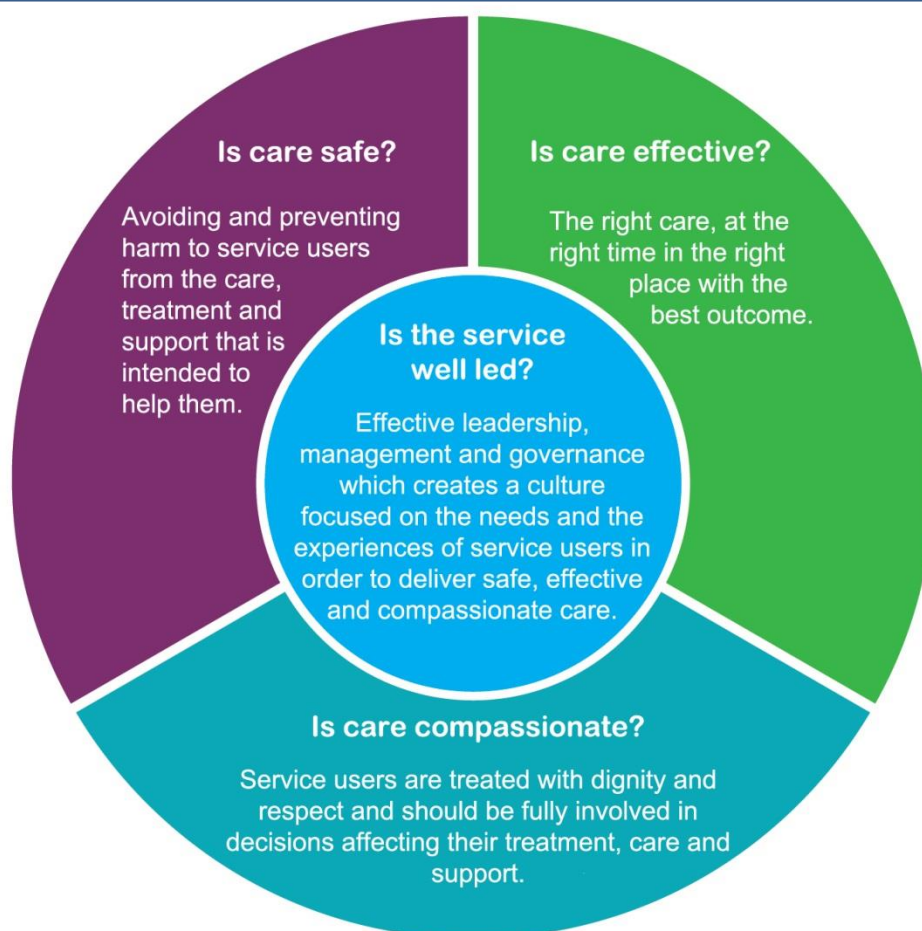 Is care safe?
Avoiding and preventing
harm to service users
from the care,
treatment and
support that is
intended to
help them.
Is care effective?
The right care, at the
right time in the right
place with the
best outcome.
Is the service
well led?
Effective leadership,
management and governance
which creates a culture
focused on the needs and the
experiences of service users in
order to deliver safe, effective
and compassionate care.
Is care compassionate?
Service users are treated with dignity and
respect and should be fully involved in
decisions affecting their treatment, care and
support.